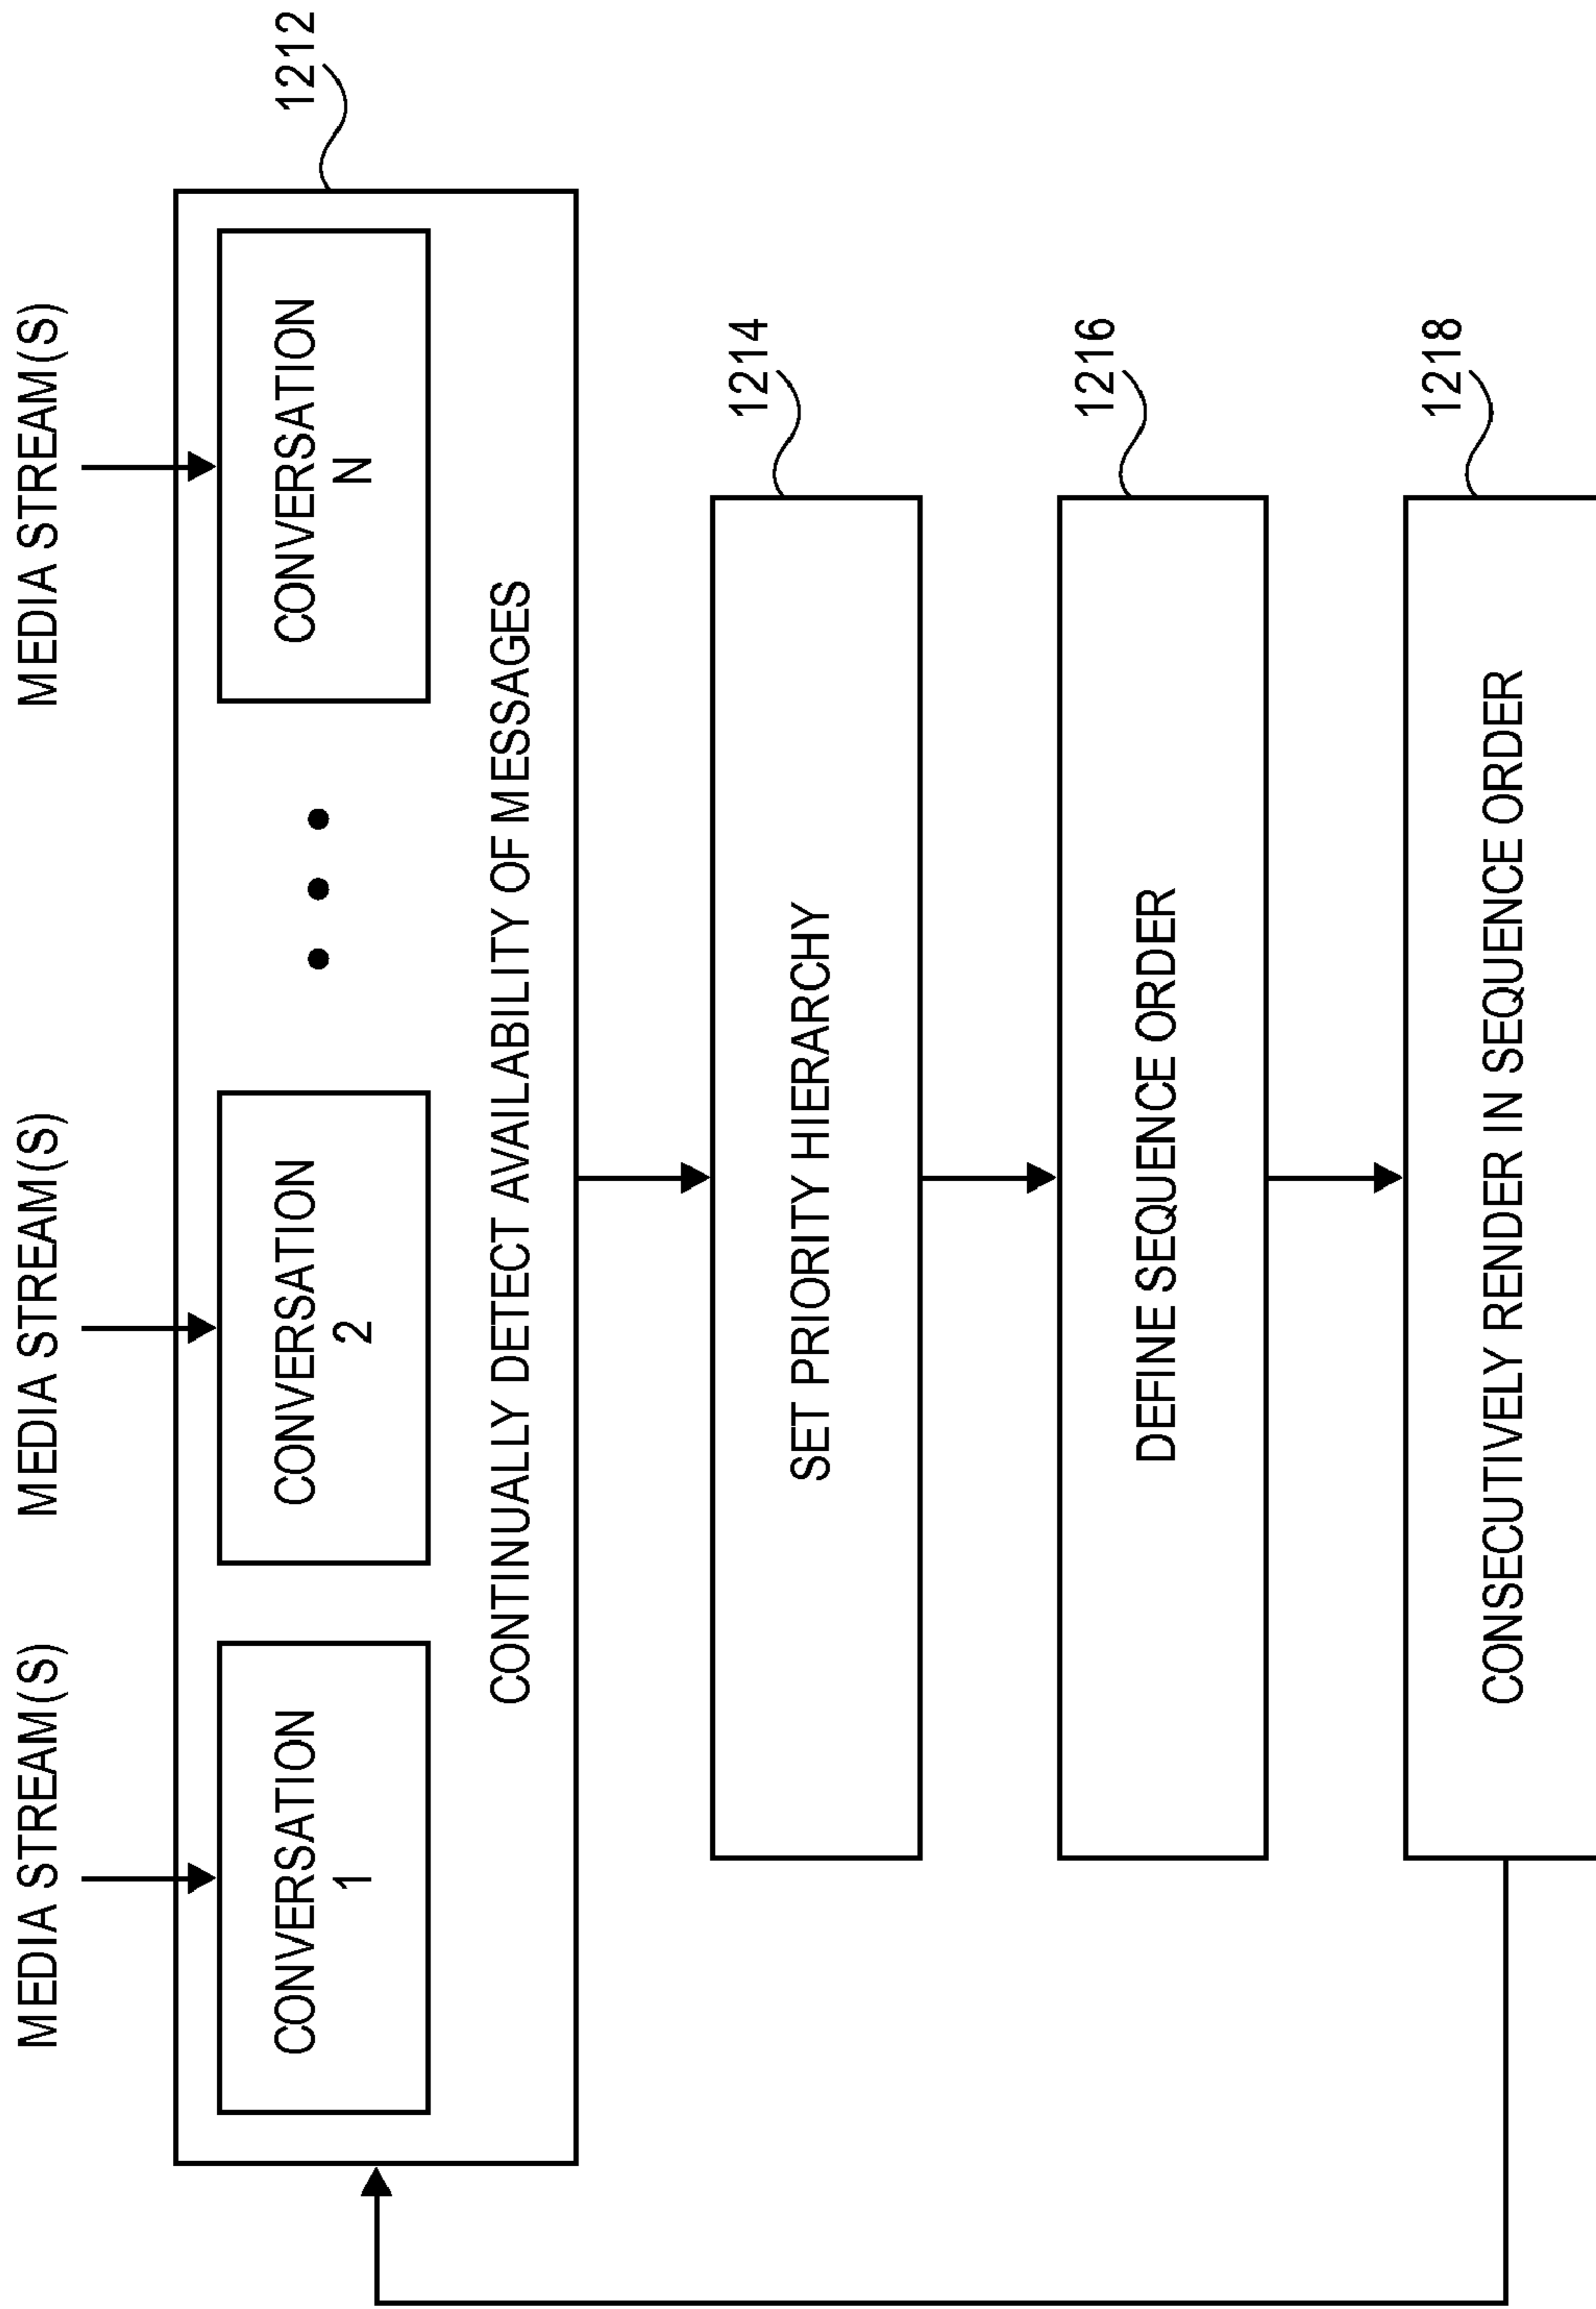 MEDIA STREAM(S)
MEDIA STREAM(S)
MEDIA STREAM(S)
1212
CONVERSATION
1
CONVERSATION
2
CONVERSATION
N
CONTINUALLY DETECT AVAILABILITY OF MESSAGES
1214
SET PRIORITY HIERARCHY
1216
DEFINE SEQUENCE ORDER
1218
CONSECUTIVELY RENDER IN SEQUENCE ORDER